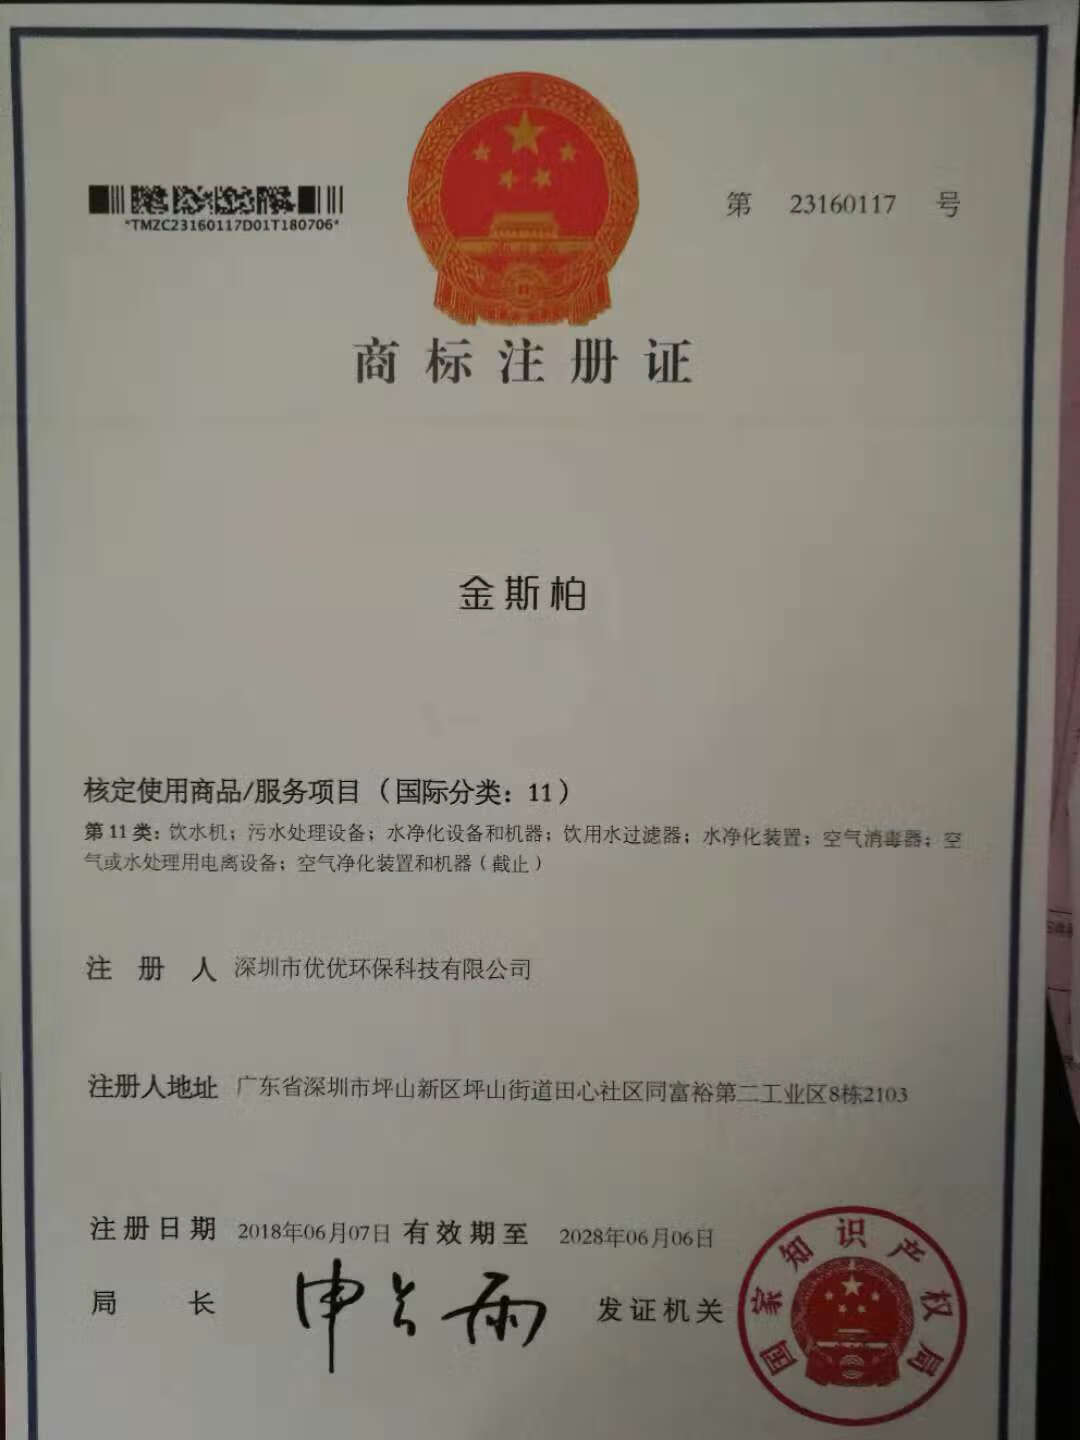 *TMZC23160117D01T180706*
第 23160117 号
商标注册证
金斯柏
核定使用商品/服务项目（国际分类：11）
第11类：饮水机；污水处理设备；水净化设备和机器；饮用水过滤器；水净化装置；空气消毒器；空
气或水处理用电离设备；空气净化装置和机器（截止）
注册人 深圳市优优环保科技有限公司
注册人地址 广东省深圳市坪山新区坪山街道田心社区同富裕第二工业区8栋2103
注册日期 2018年06月07日 有效期至 2028年06月06日
局长 申长雨 发证机关
国家知识产权局